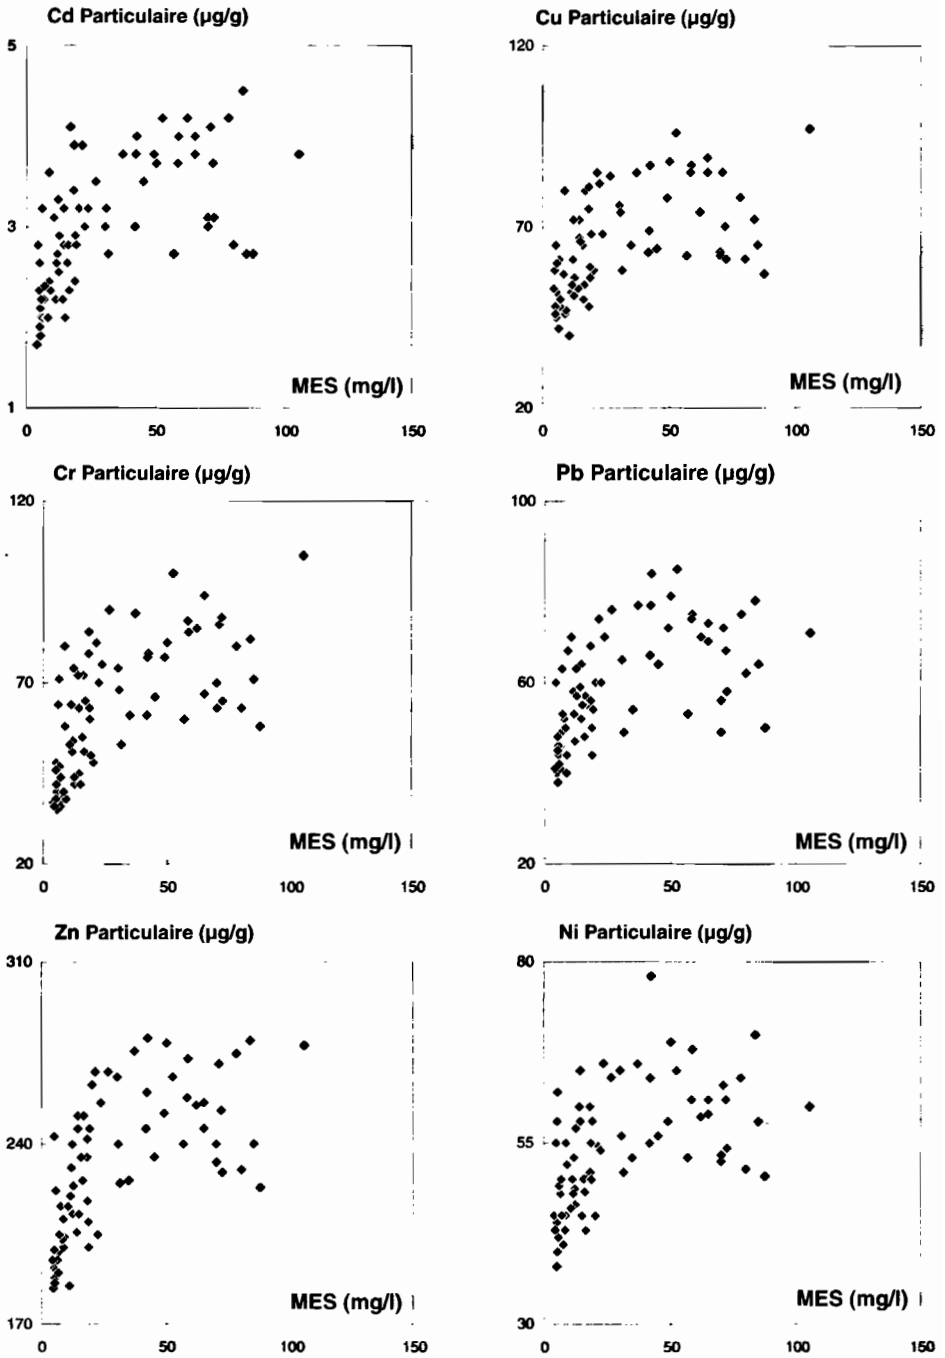 Cd Particulaire (µg/g)
5
3
1
MES (mg/l)
0 50 100 150
Cu Particulaire (µg/g)
120
70
20
MES (mg/l)
0 50 100 150
Cr Particulaire (µg/g)
120
70
20
MES (mg/l)
0 50 100 150
Pb Particulaire (µg/g)
100
60
20
MES (mg/l)
0 50 100 150
Zn Particulaire (µg/g)
310
240
170
MES (mg/l)
0 50 100 150
Ni Particulaire (µg/g)
80
55
30
MES (mg/l)
0 50 100 150